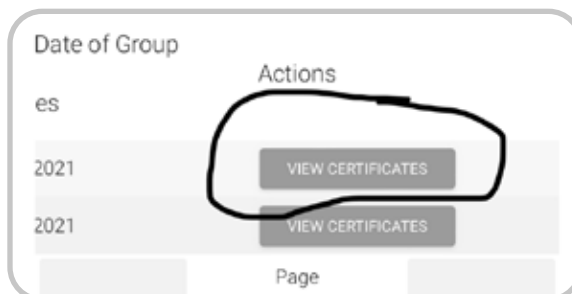 Date of Group
Actions
es
2021 VIEW CERTIFICATES
2021 VIEW CERTIFICATES
Page